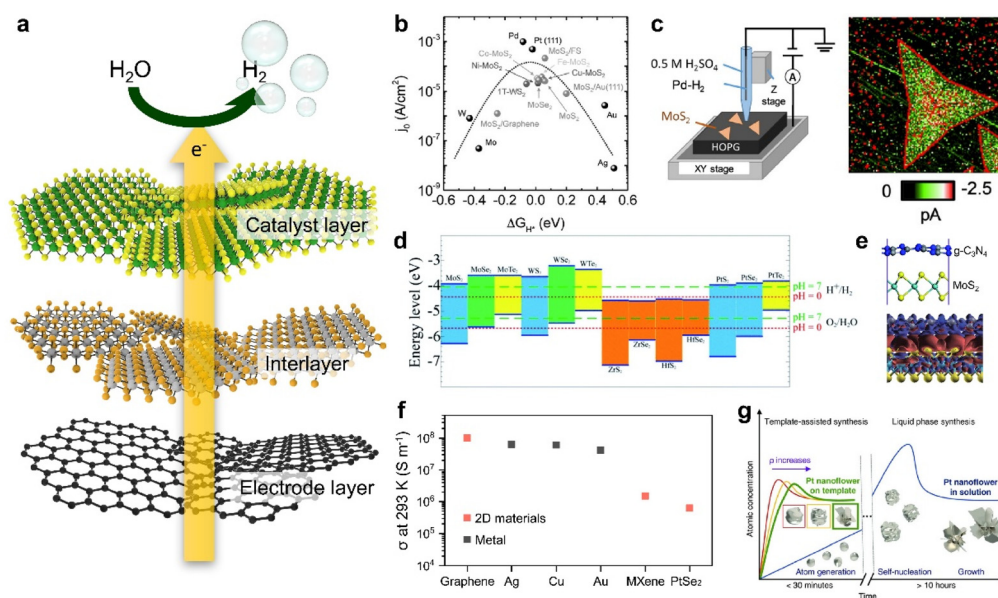 a
H₂O
H₂
e⁻
Catalyst layer
Interlayer
Electrode layer
b
j₀ (A/cm²)
10⁻¹
10⁻³
10⁻⁵
10⁻⁷
10⁻⁹
Pd
Pt (111)
Co-MoS₂
MoS₂/FS
Ni-MoS₂
Fe-MoS₂
Cu-MoS₂
1T-WS₂
MoS₂/Au(111)
MoSe₂
MoS₂
MoS₂/Graphene
W
Mo
Au
Ag
-0.6 -0.4 -0.2 0.0 0.2 0.4 0.6
ΔG_H* (eV)
c
0.5 M H₂SO₄
Pd-H₂
MoS₂
Z
stage
A
HOPG
XY stage
0 -2.5
pA
d
Energy level (eV)
-3
-4
-5
-6
-7
MoS₂ MoSe₂ MoTe₂ WS₂ WSe₂ WTe₂
ZrS₂ ZrSe₂ HfS₂ HfSe₂
PtS₂ PtSe₂ PtTe₂
pH = 7
H⁺/H₂
pH = 0
pH = 7
O₂/H₂O
pH = 0
e
g-C₃N₄
MoS₂
f
σ at 293 K (S m⁻¹)
10⁹
10⁸
10⁷
10⁶
10⁵
10⁴
2D materials
Metal
Graphene Ag Cu Au MXene PtSe₂
g
Template-assisted synthesis
Liquid phase synthesis
ρ increases
Pt nanoflower
on template
Pt nanoflower
in solution
Atomic concentration
Atom generation
Self-nucleation
Growth
< 30 minutes
> 10 hours
Time